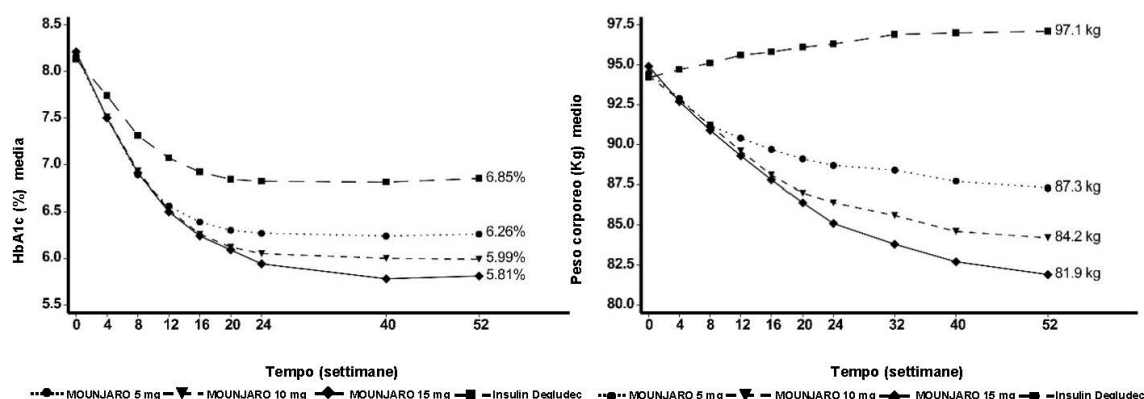 8.5
8.0
7.5
7.0
6.5
6.0
5.5
HbA1c (%) media
6.85%
6.26%
5.99%
5.81%
0 4 8 12 16 20 24 40 52
Tempo (settimane)
MOUNJARO 5 mg MOUNJARO 10 mg MOUNJARO 15 mg Insulin Degludec
97.5
95.0
92.5
90.0
87.5
85.0
82.5
80.0
Peso corporeo (Kg) medio
97.1 kg
87.3 kg
84.2 kg
81.9 kg
0 4 8 12 16 20 24 32 40 52
Tempo (settimane)
MOUNJARO 5 mg MOUNJARO 10 mg MOUNJARO 15 mg Insulin Degludec